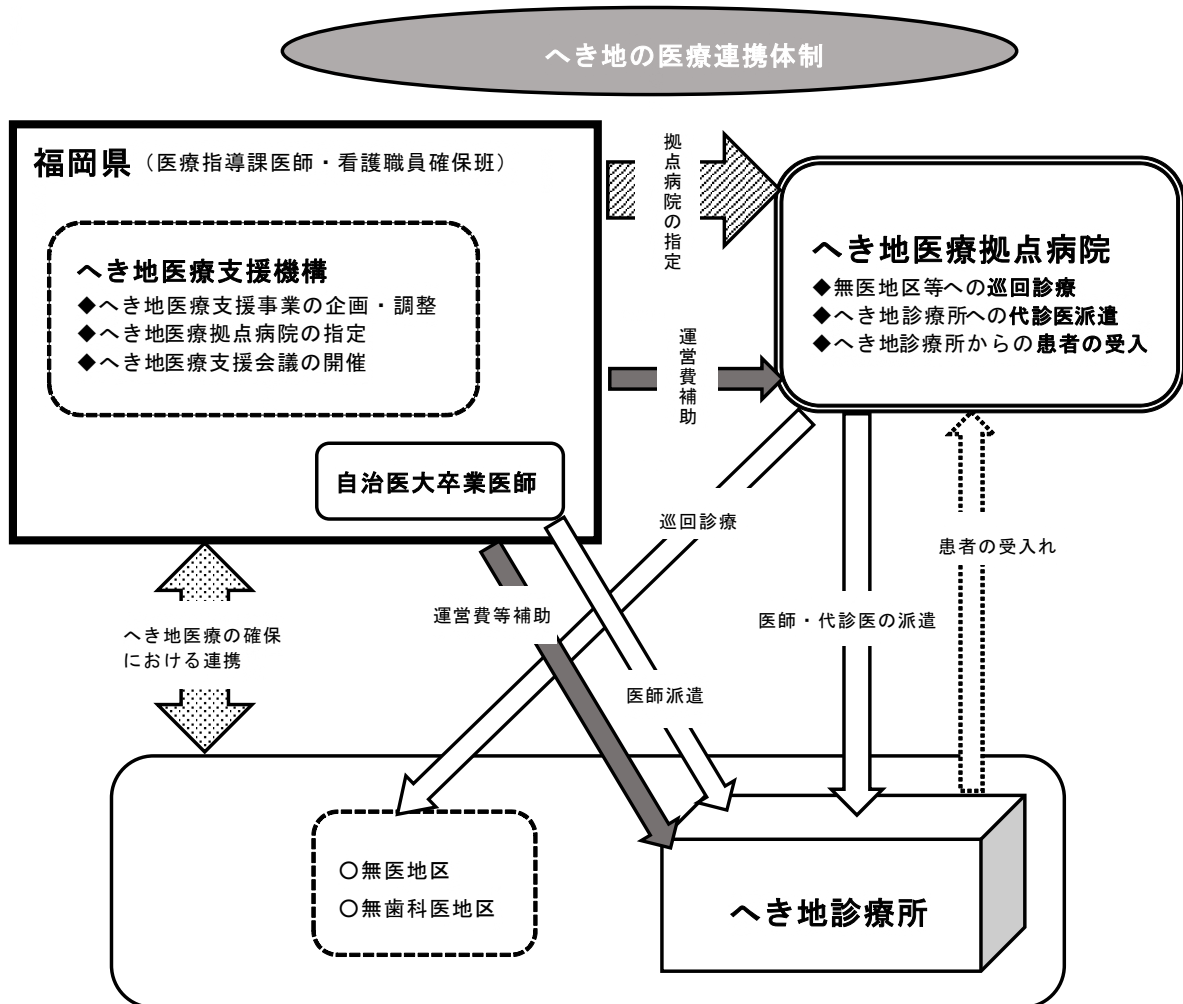 へき地の医療連携体制
福岡県（医療指導課医師・看護職員確保班）
へき地医療支援機構
◆へき地医療支援事業の企画・調整
◆へき地医療拠点病院の指定
◆へき地医療支援会議の開催
自治医大卒業医師
拠点病院の指定
運営費補助
へき地医療拠点病院
◆無医地区等への巡回診療
◆へき地診療所への代診医派遣
◆へき地診療所からの患者の受入
巡回診療
患者の受入れ
運営費等補助
医師・代診医の派遣
へき地医療の確保
における連携
医師派遣
○無医地区
○無歯科医地区
へき地診療所